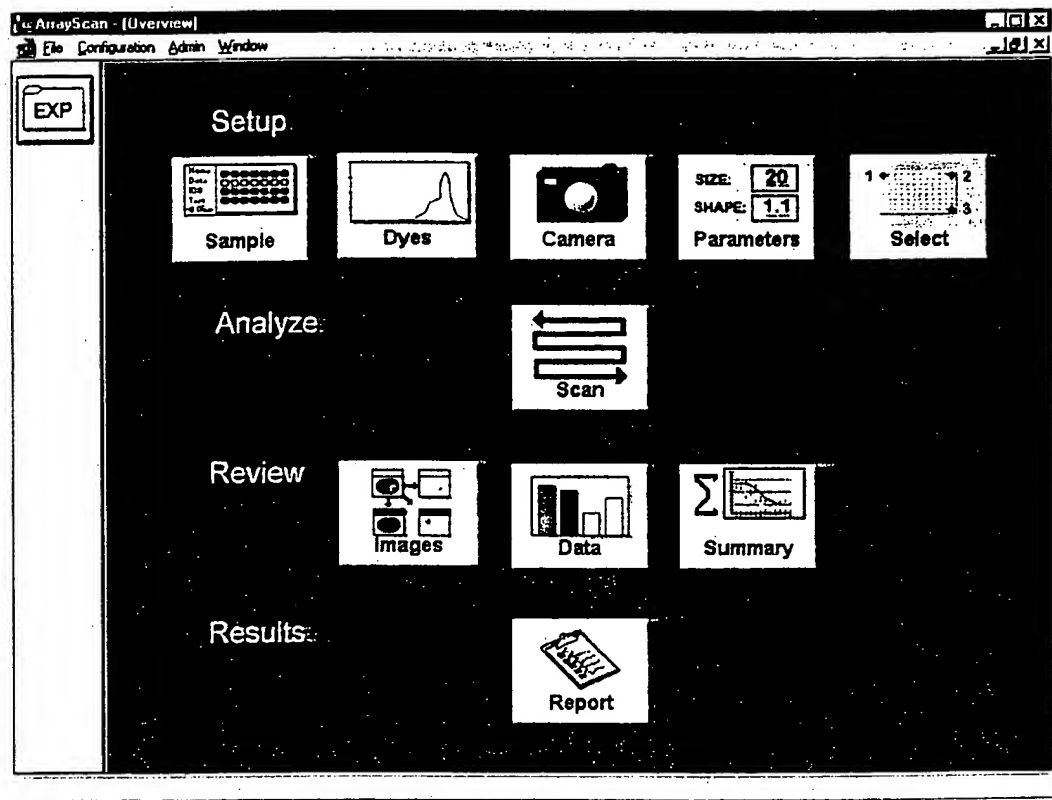 ArrayScan - [Overview]
File Configuration Admin Window
EXP
Setup
Sample
Dyes
Camera
SIZE: 20
SHAPE: 1.1
Parameters
1 2
3
Select
Analyze
Scan
Review
Images
Data
Σ
Summary
Results
Report